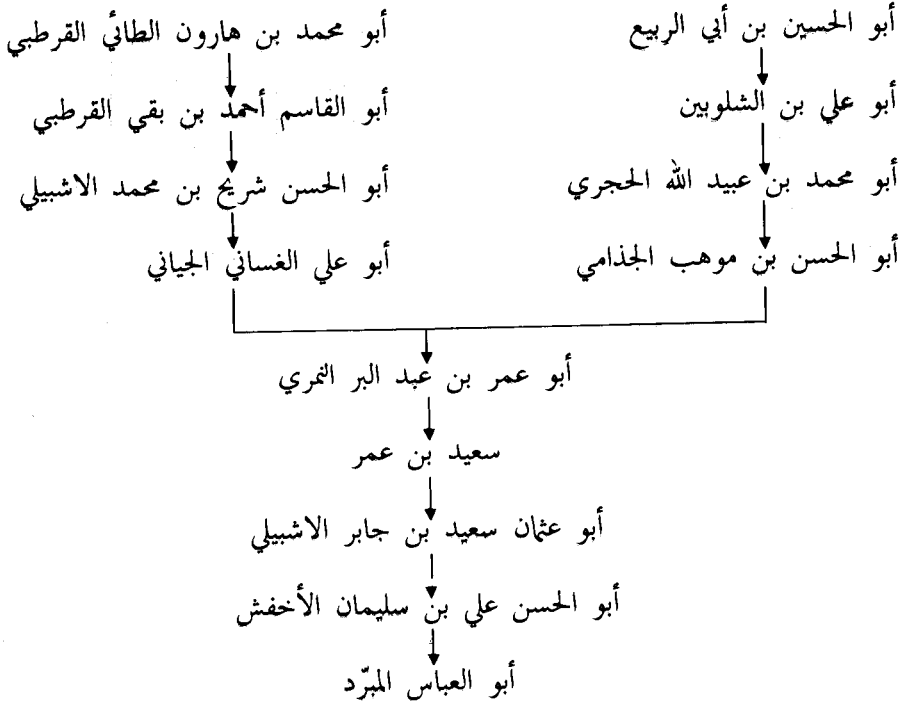 أبو الحسين بن أبي الربيع
أبو علي بن الشلوبين
أبو محمد بن عبيد الله الحجري
أبو الحسن بن موهب الجذامي
أبو محمد بن هارون الطائي القرطبي
أبو القاسم أحمد بن بقي القرطبي
أبو الحسن شريح بن محمد الاشبيلي
أبو علي الغساني الجياني
أبو عمر بن عبد البر النمري
سعيد بن عمر
أبو عثمان سعيد بن جابر الاشبيلي
أبو الحسن علي بن سليمان الأخفش
أبو العباس المبرّد